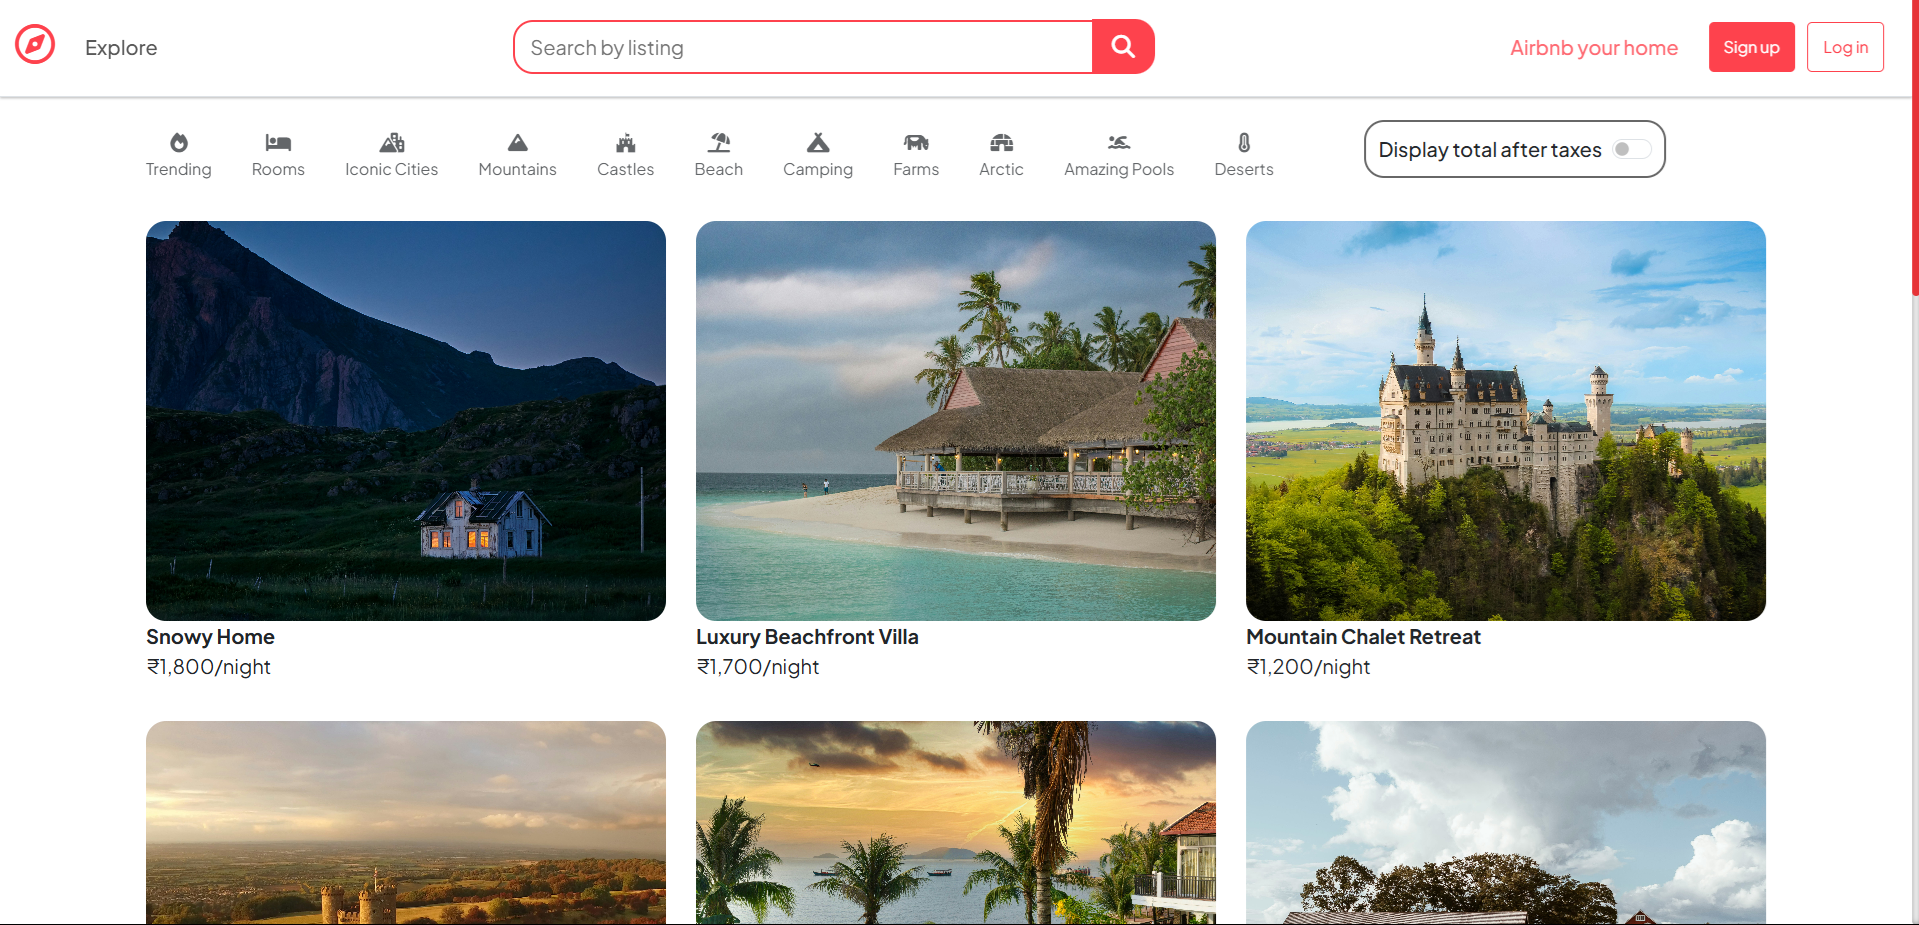 Explore
Search by listing
Airbnb your home
Sign up
Log in
Trending
Rooms
Iconic Cities
Mountains
Castles
Beach
Camping
Farms
Arctic
Amazing Pools
Deserts
Display total after taxes
Snowy Home
₹1,800/night
Luxury Beachfront Villa
₹1,700/night
Mountain Chalet Retreat
₹1,200/night